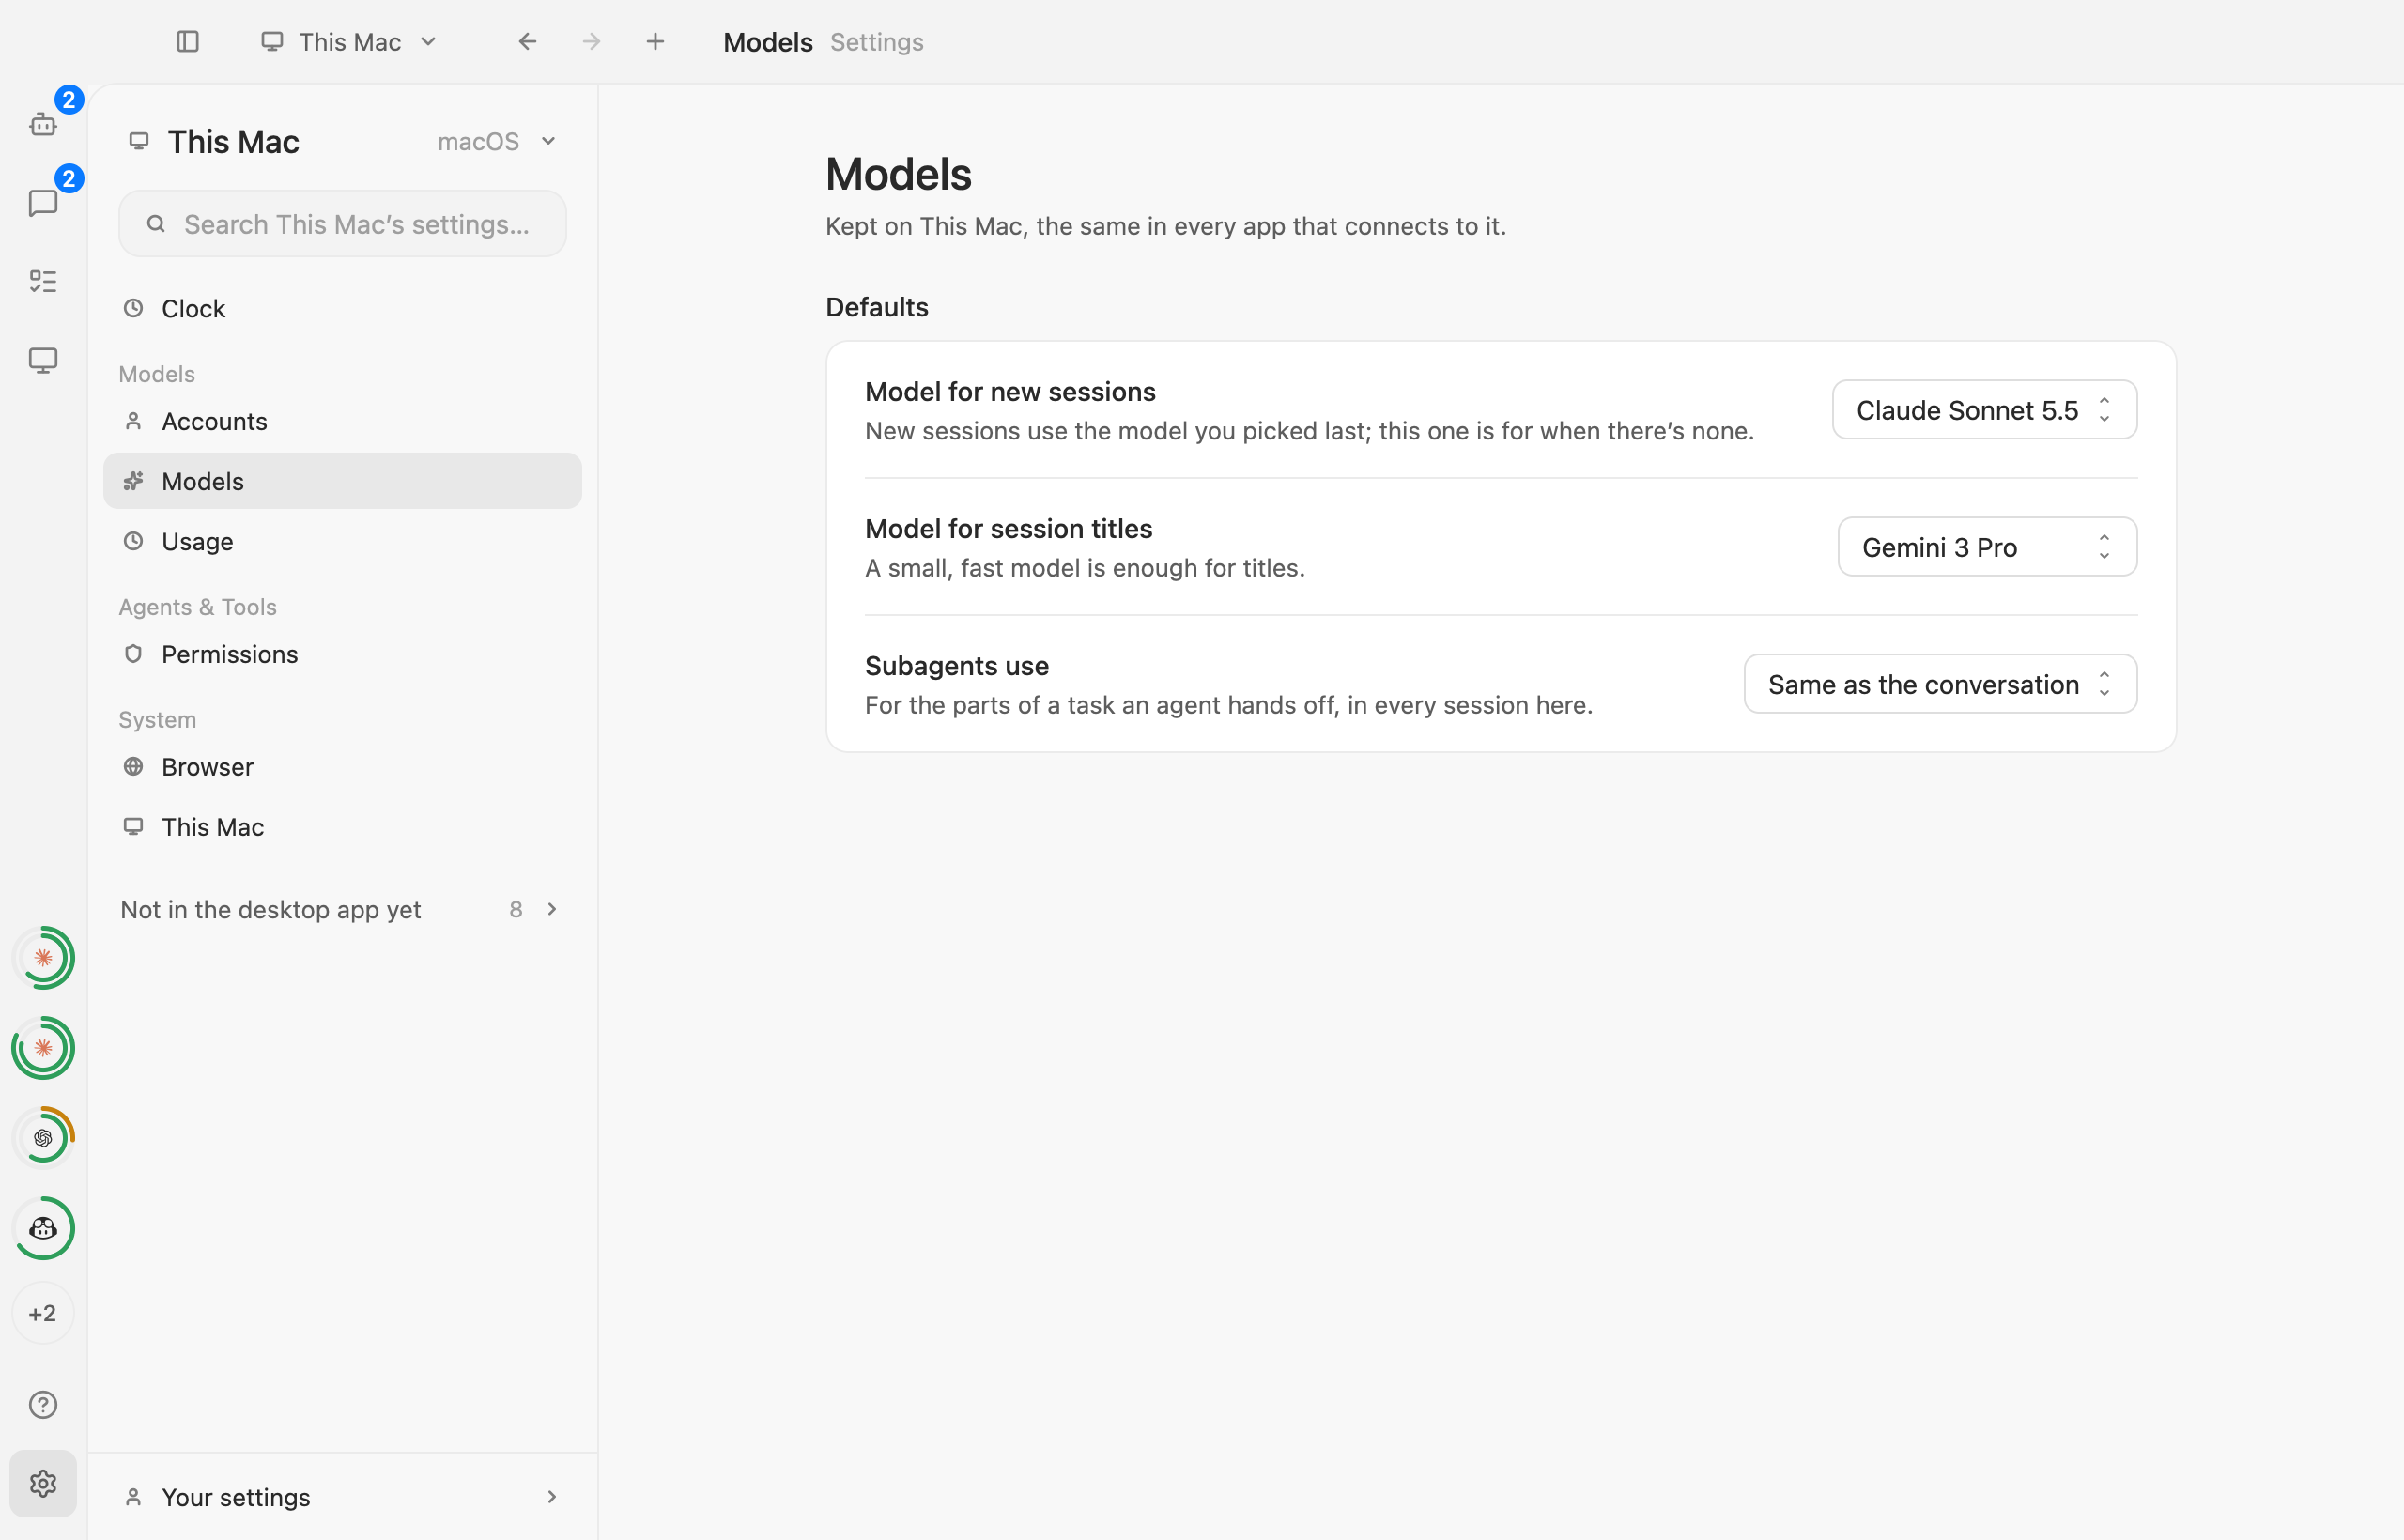 This Mac
Models Settings
2
2
This Mac
macOS
Search This Mac’s settings...
Clock
Models
Accounts
Models
Usage
Agents & Tools
Permissions
System
Browser
This Mac
Not in the desktop app yet
8
+2
Your settings
Models
Kept on This Mac, the same in every app that connects to it.
Defaults
Model for new sessions
New sessions use the model you picked last; this one is for when there’s none.
Claude Sonnet 5.5
Model for session titles
A small, fast model is enough for titles.
Gemini 3 Pro
Subagents use
For the parts of a task an agent hands off, in every session here.
Same as the conversation